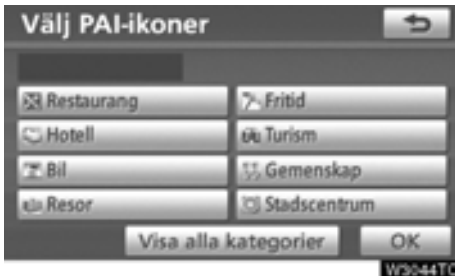 Välj PAI-ikoner
Restaurang
Fritid
Hotell
Turism
Bil
Gemenskap
Resor
Stadscentrum
Visa alla kategorier
OK
W3044TC